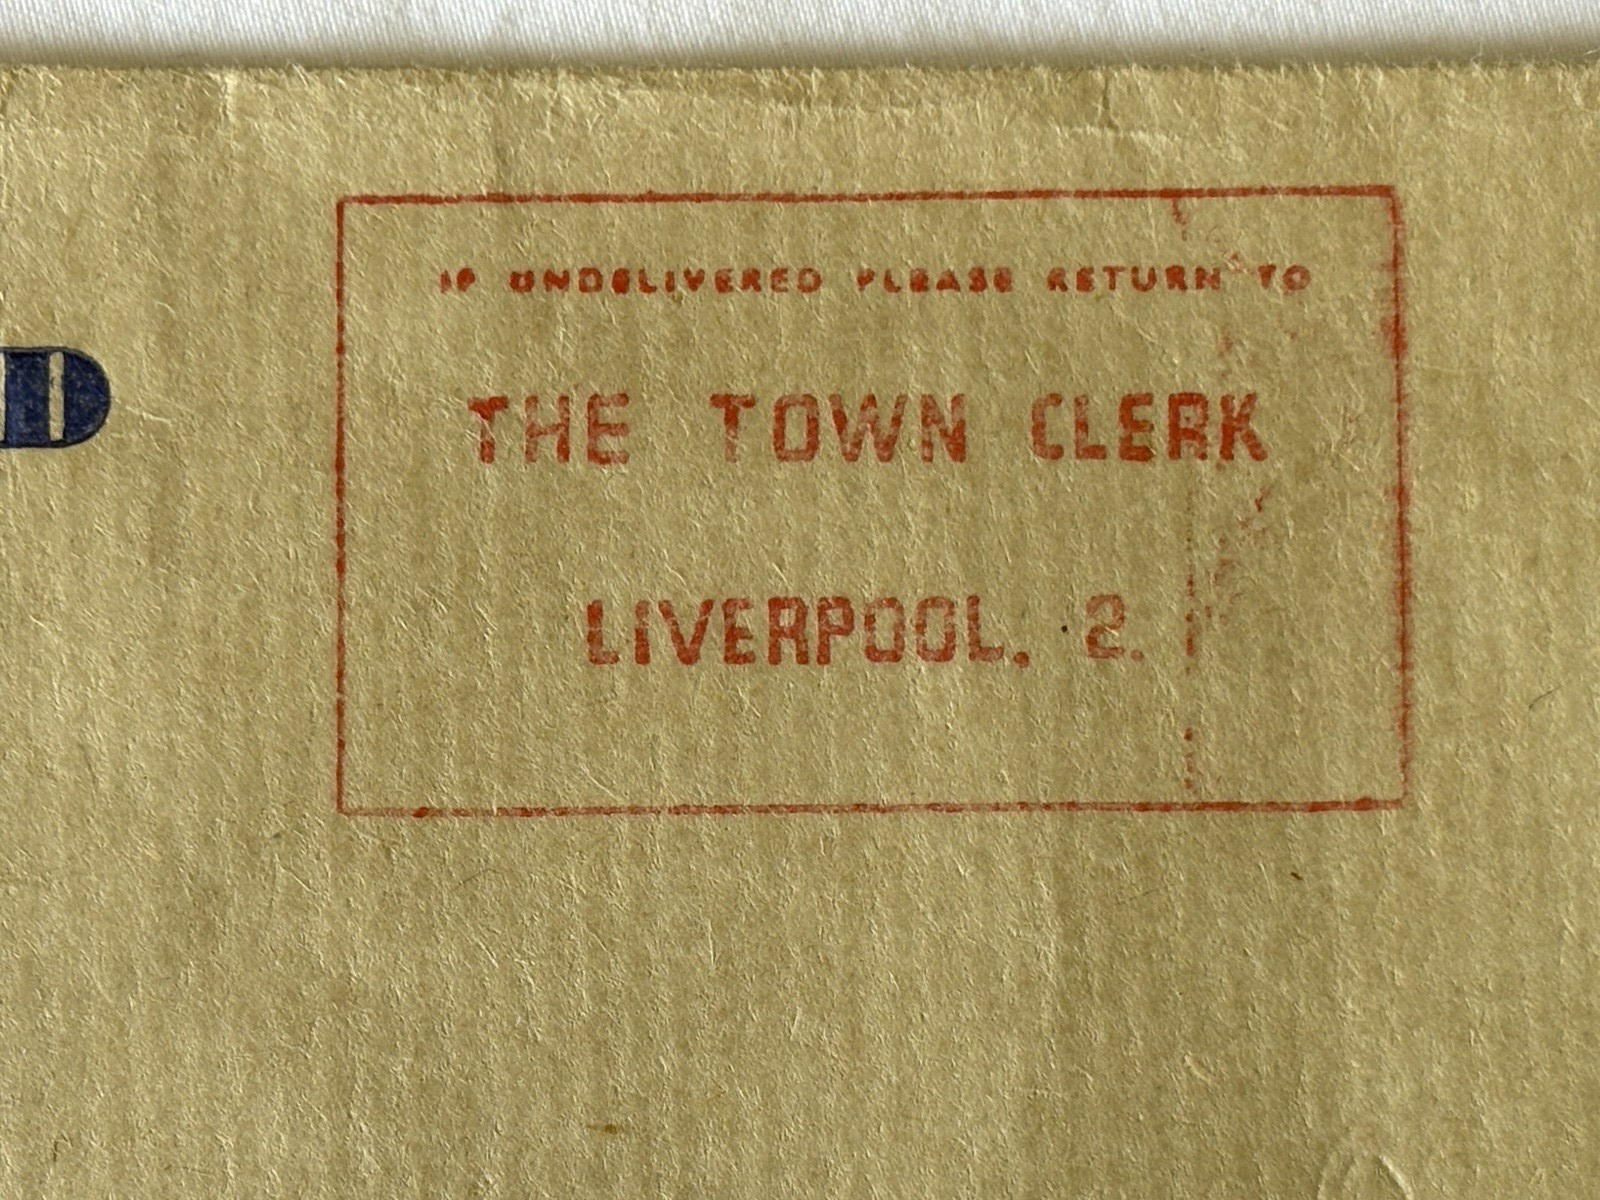 IF UNDELIVERED PLEASE RETURN TO
D
THE TOWN CLERK
LIVERPOOL. 2.